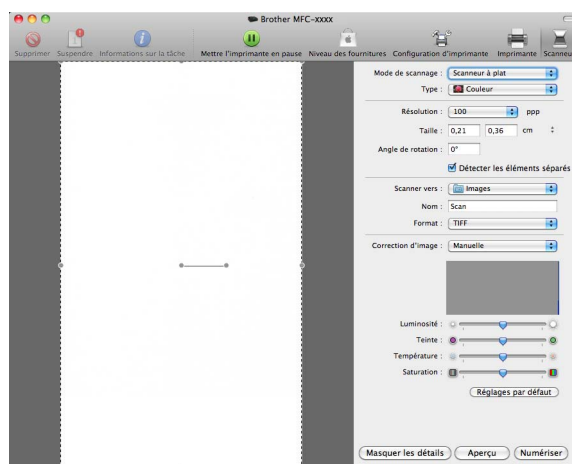 Brother MFC-XXXX
Supprimer Suspendre Informations sur la tâche Mettre l'imprimante en pause Niveau des fournitures Configuration d'imprimante Imprimante Scanneur
Mode de scannage : Scanneur à plat
Type : Couleur
Résolution : 100 ppp
Taille : 0,21 0,36 cm
Angle de rotation : 0°
Détecter les éléments séparés
Scanner vers : Images
Nom : Scan
Format : TIFF
Correction d'image : Manuelle
Luminosité :
Teinte :
Température :
Saturation :
Réglages par défaut
Masquer les détails Aperçu Numériser